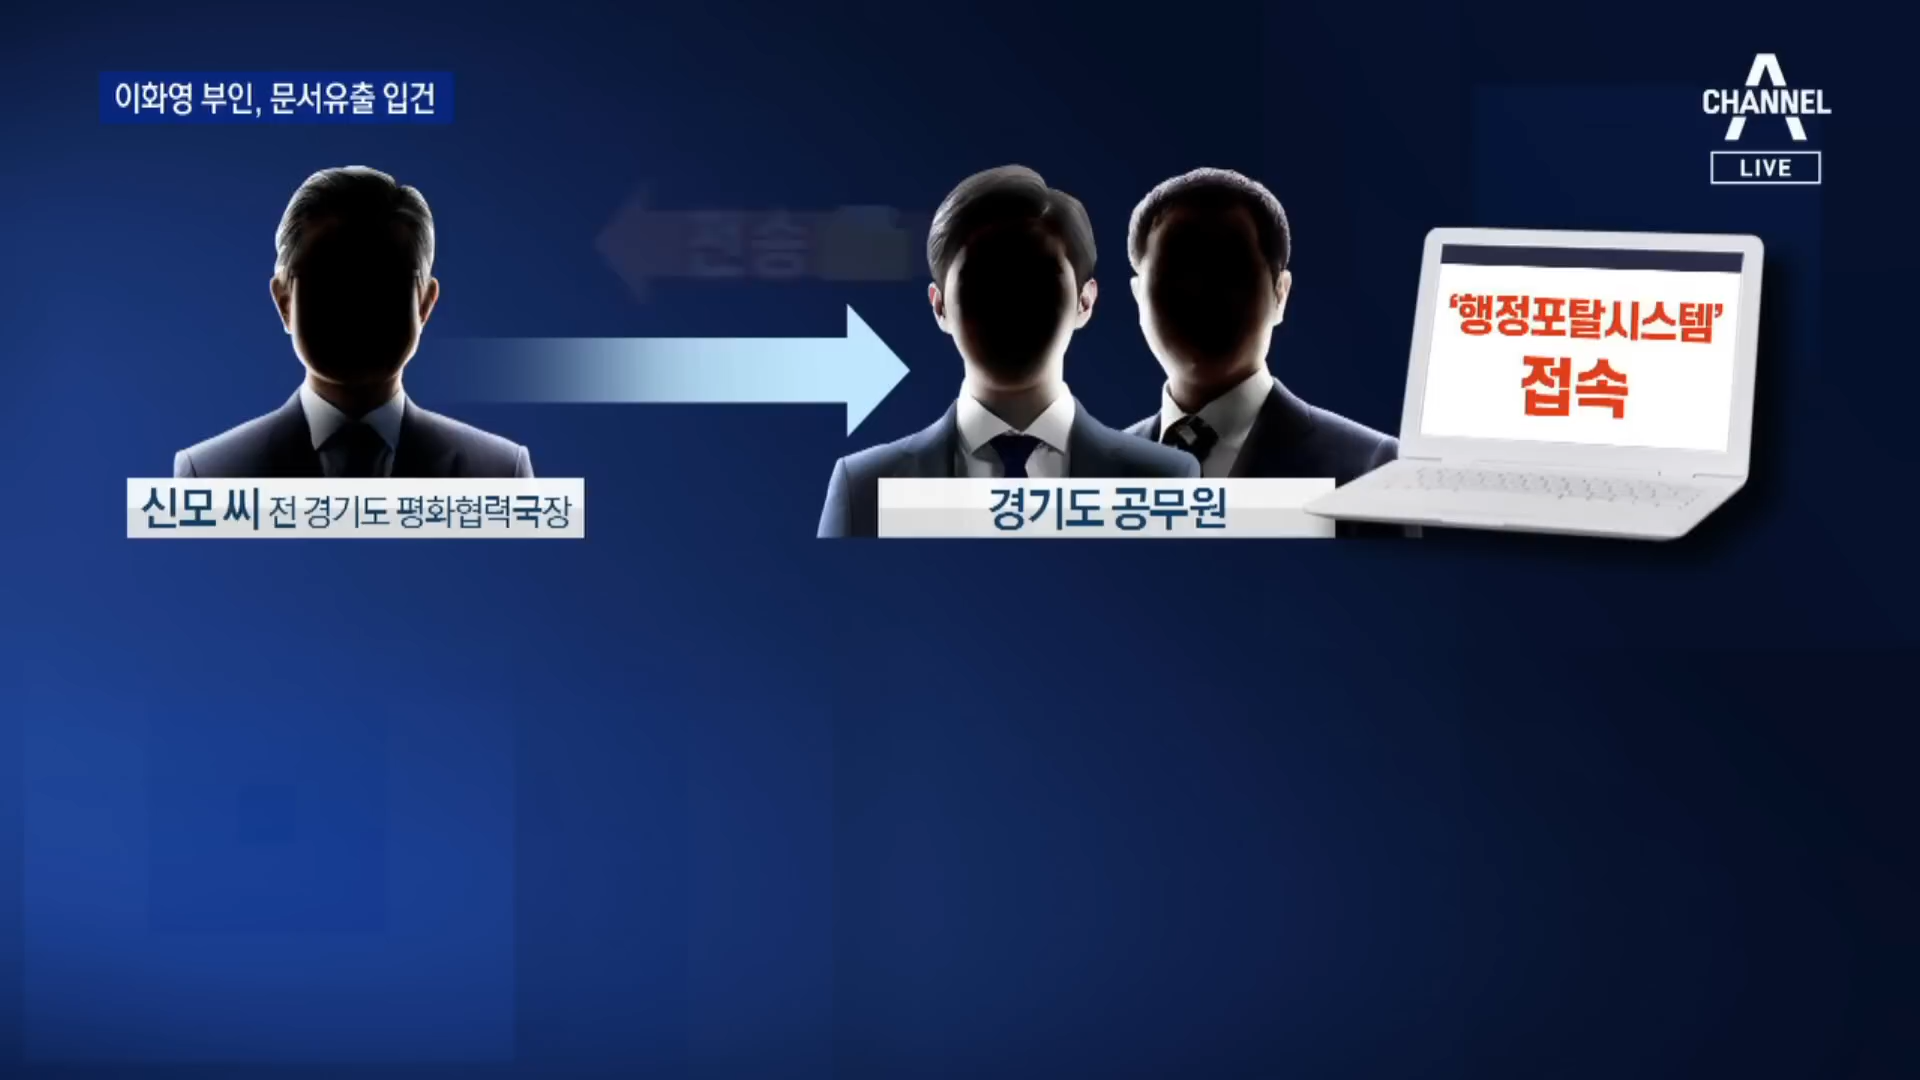 이화영 부인, 문서유출 입건
CHANNEL A
LIVE
전송
‘행정포탈시스템’
접속
신모 씨 전 경기도 평화협력국장
경기도 공무원